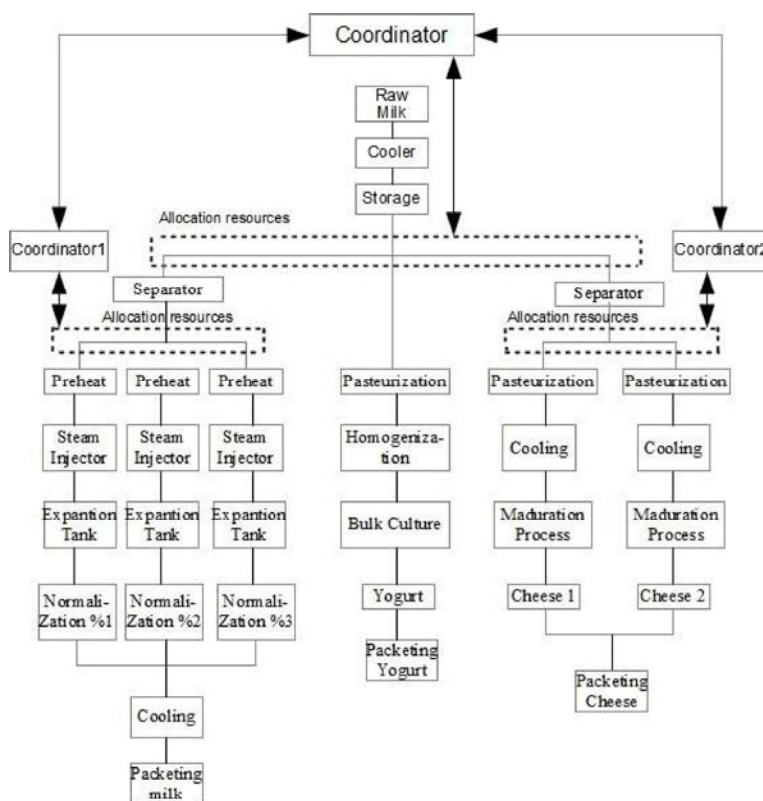 Coordinator
Raw
Milk
Cooler
Storage
Allocation resources
Coordinator1
Coordinator2
Separator
Separator
Allocation resources
Allocation resources
Preheat
Preheat
Preheat
Pasteurization
Pasteurization
Pasteurization
Steam
Injector
Steam
Injector
Steam
Injector
Homogeniza-
tion
Cooling
Cooling
Expantion
Tank
Expantion
Tank
Expantion
Tank
Bulk Culture
Maduration
Process
Maduration
Process
Normali-
Zation %1
Normali-
Zation %2
Normali-
Zation %3
Yogurt
Cheese 1
Cheese 2
Packeting
Yogurt
Packeting
Cheese
Cooling
Packeting
milk